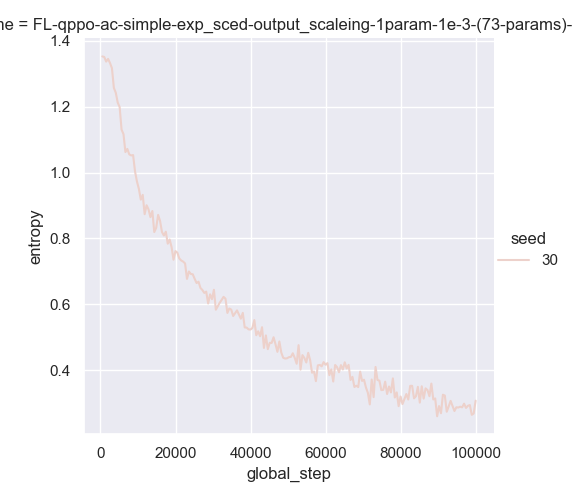 ne = FL-qppo-ac-simple-exp_sced-output_scaleing-1param-1e-3-(73-params)-
1.4
1.2
1.0
0.8
0.6
0.4
entropy
0 20000 40000 60000 80000 100000
global_step
seed
30